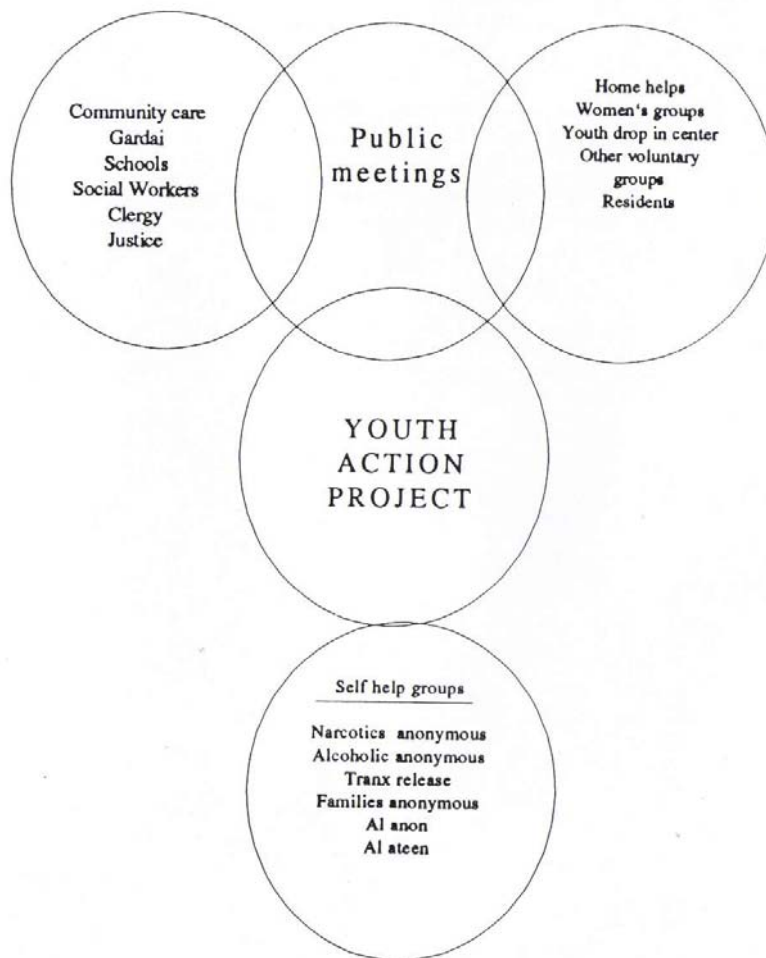 Community care
Gardai
Schools
Social Workers
Clergy
Justice
Public
meetings
Home helps
Women's groups
Youth drop in center
Other voluntary
groups
Residents
YOUTH
ACTION
PROJECT
Self help groups
Narcotics anonymous
Alcoholic anonymous
Tranx release
Families anonymous
Al anon
Al ateen